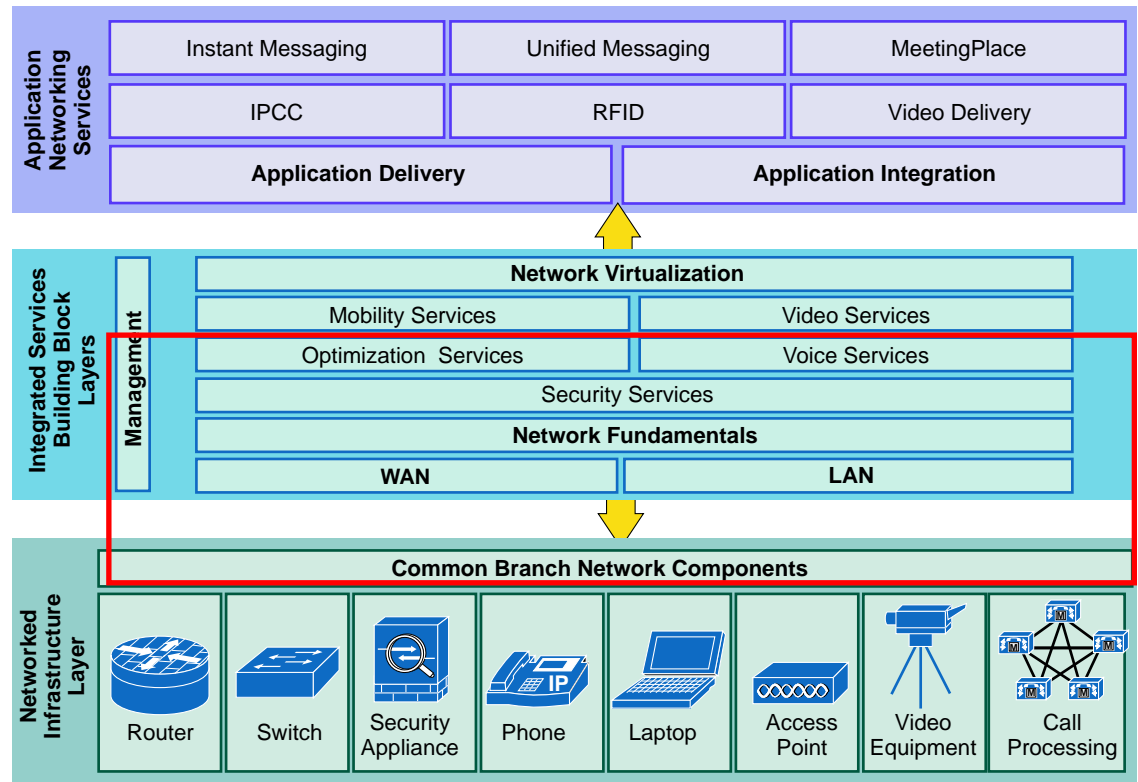 Application
Networking
Services
Instant Messaging
Unified Messaging
MeetingPlace
IPCC
RFID
Video Delivery
Application Delivery
Application Integration
Integrated Services
Building Block
Layers
Management
Network Virtualization
Mobility Services
Video Services
Optimization Services
Voice Services
Security Services
Network Fundamentals
WAN
LAN
Networked
Infrastructure
Layer
Common Branch Network Components
IP
M
M
M
M
M
Router
Switch
Security
Appliance
Phone
Laptop
Access
Point
Video
Equipment
Call
Processing